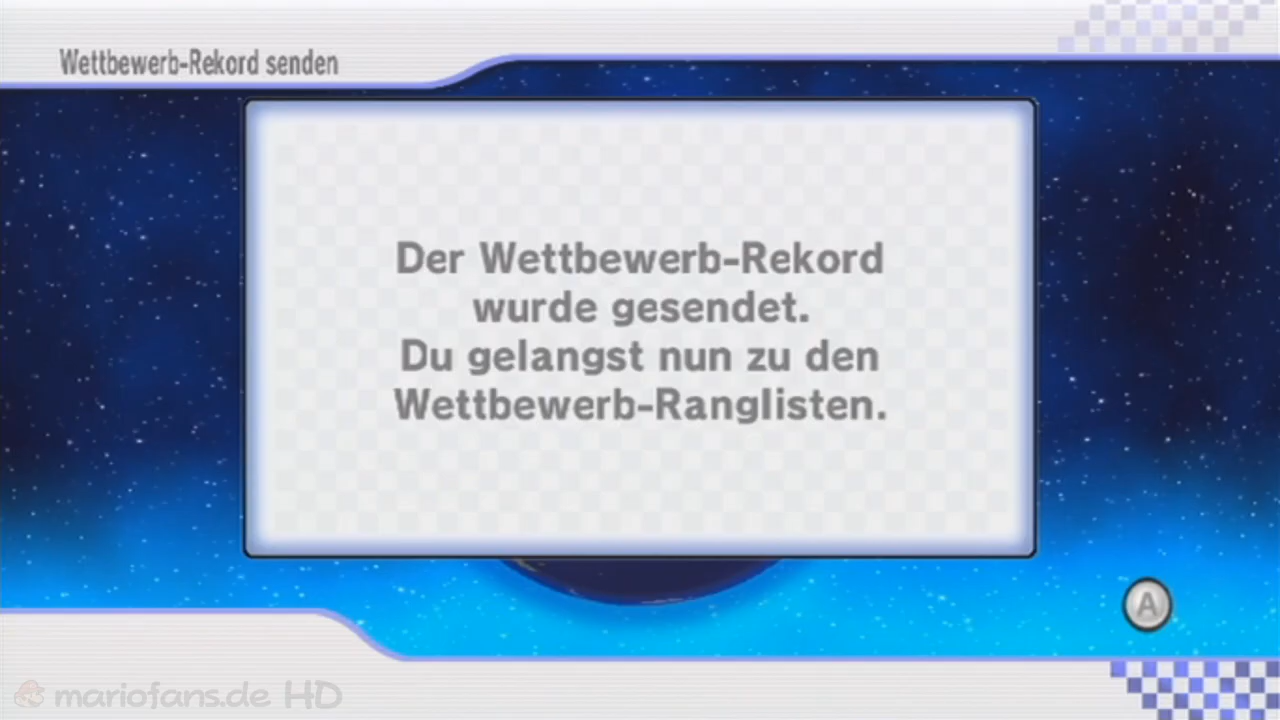 Wettbewerb-Rekord senden
Der Wettbewerb-Rekord
wurde gesendet.
Du gelangst nun zu den
Wettbewerb-Ranglisten.
A
mariofans.de HD